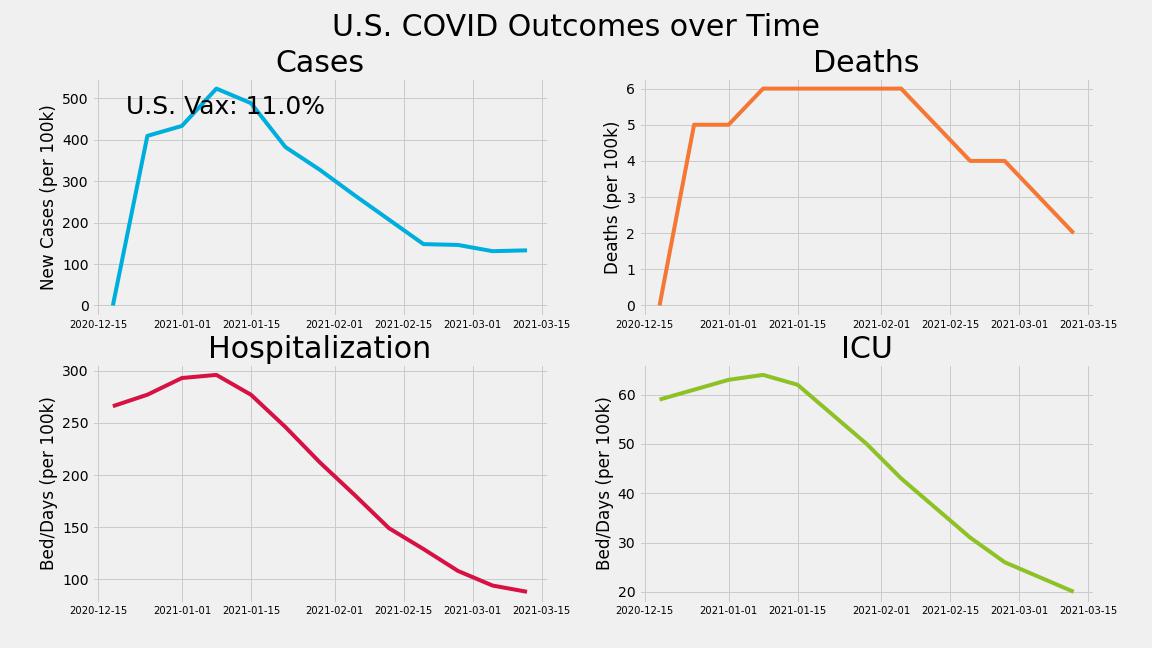 U.S. COVID Outcomes over Time
Cases
New Cases (per 100k)
500
400
300
200
100
0
U.S. Vax: 11.0%
2020-12-15 2021-01-01 2021-01-15 2021-02-01 2021-02-15 2021-03-01 2021-03-15
Deaths
Deaths (per 100k)
6
5
4
3
2
1
0
2020-12-15 2021-01-01 2021-01-15 2021-02-01 2021-02-15 2021-03-01 2021-03-15
Hospitalization
Bed/Days (per 100k)
300
250
200
150
100
2020-12-15 2021-01-01 2021-01-15 2021-02-01 2021-02-15 2021-03-01 2021-03-15
ICU
Bed/Days (per 100k)
60
50
40
30
20
2020-12-15 2021-01-01 2021-01-15 2021-02-01 2021-02-15 2021-03-01 2021-03-15